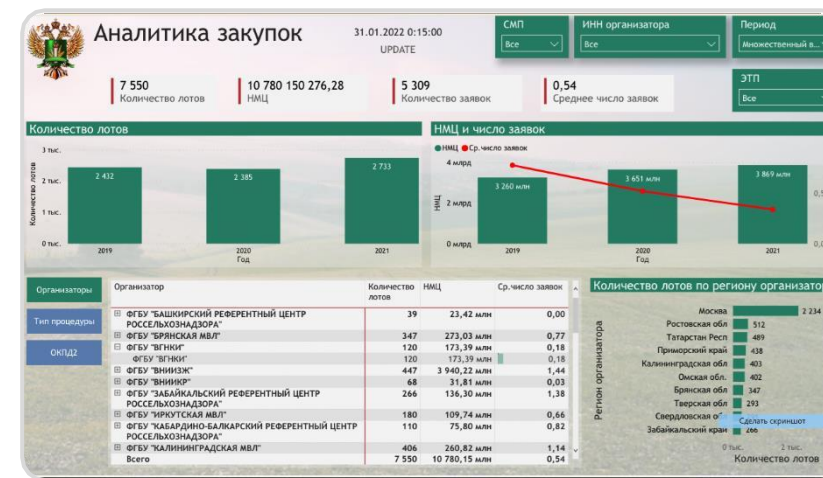 Аналитика закупок
31.01.2022 0:15:00
UPDATE
СМП
Все
ИНН организатора
Все
Период
Множественный в...
ЭТП
Все
7 550
Количество лотов
10 780 150 276,28
НМЦ
5 309
Количество заявок
0,54
Среднее число заявок
Количество лотов
3 тыс.
2 тыс.
1 тыс.
0 тыс.
Количество лотов
2 432
2 385
2 733
2019
2020
2021
Год
НМЦ и число заявок
НМЦ Ср. число заявок
4 млрд
2 млрд
0 млрд
НМЦ
3 260 млн
3 651 млн
3 869 млн
2019
2020
2021
Год
Организаторы
Тип процедуры
ОКПД2
Организатор Количество лотов НМЦ Ср.число заявок
ФГБУ "БАШКИРСКИЙ РЕФЕРЕНТНЫЙ ЦЕНТР 39 23,42 млн 0,00
РОССЕЛЬХОЗНАДЗОРА"
ФГБУ "БРЯНСКАЯ МВЛ" 347 273,03 млн 0,77
ФГБУ "ВГНКИ" 120 173,39 млн 0,18
ФГБУ "ВГНКИ" 120 173,39 млн 0,18
ФГБУ "ВНИИЗЖ" 447 3 940,22 млн 1,44
ФГБУ "ВНИИКР" 68 31,81 млн 0,03
ФГБУ "ЗАБАЙКАЛЬСКИЙ РЕФЕРЕНТНЫЙ ЦЕНТР 266 136,30 млн 1,38
РОССЕЛЬХОЗНАДЗОРА"
ФГБУ "ИРКУТСКАЯ МВЛ" 180 109,74 млн 0,66
ФГБУ "КАБАРДИНО-БАЛКАРСКИЙ РЕФЕРЕНТНЫЙ ЦЕНТР 110 75,80 млн 0,82
РОССЕЛЬХОЗНАДЗОРА"
ФГБУ "КАЛИНИНГРАДСКАЯ МВЛ" 406 260,82 млн 1,14
Всего 7 550 10 780,15 млн 0,54
Количество лотов по региону организато
Регион организатора
Москва 2 234
Ростовская обл 512
Татарстан Респ 489
Приморский край 438
Калининградская обл 403
Омская обл. 402
Брянская обл 347
Тверская обл 293
Свердловская о
Сделать скриншот
Забайкальский край 266
2 тыс.
Количество лотов